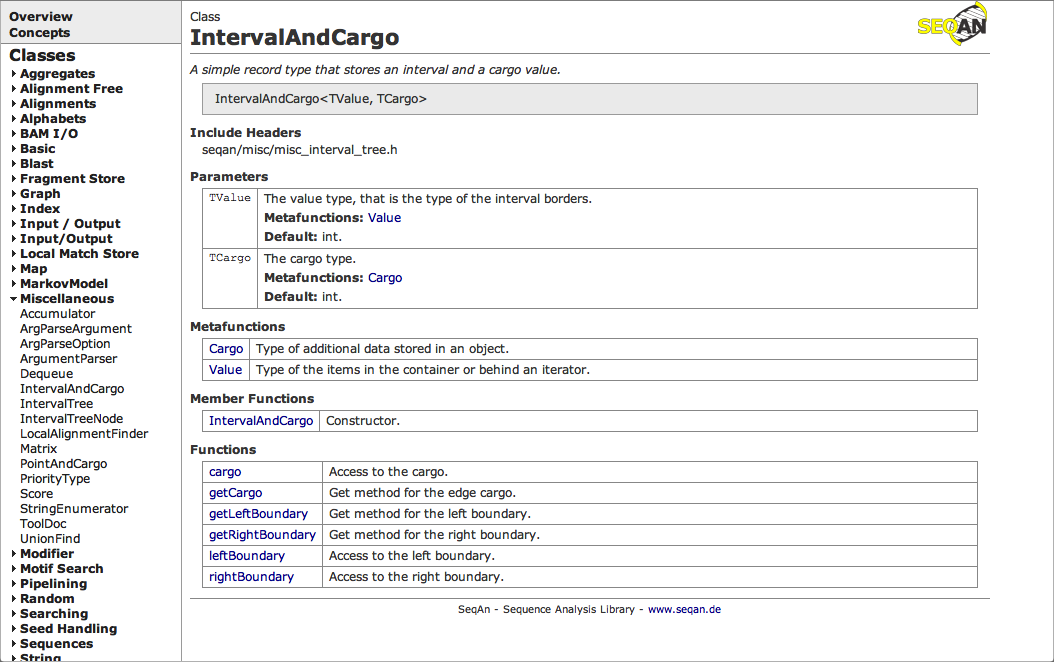 Overview
Concepts
Classes
Aggregates
Alignment Free
Alignments
Alphabets
BAM I/O
Basic
Blast
Fragment Store
Graph
Index
Input / Output
Input/Output
Local Match Store
Map
MarkovModel
Miscellaneous
Accumulator
ArgParseArgument
ArgParseOption
ArgumentParser
Dequeue
IntervalAndCargo
IntervalTree
IntervalTreeNode
LocalAlignmentFinder
Matrix
PointAndCargo
PriorityType
Score
StringEnumerator
ToolDoc
UnionFind
Modifier
Motif Search
Pipelining
Random
Searching
Seed Handling
Sequences
String
Class
IntervalAndCargo
SEQAN
A simple record type that stores an interval and a cargo value.
IntervalAndCargo<TValue, TCargo>
Include Headers
seqan/misc/misc_interval_tree.h
Parameters
TValue The value type, that is the type of the interval borders.
Metafunctions: Value
Default: int.
TCargo The cargo type.
Metafunctions: Cargo
Default: int.
Metafunctions
Cargo Type of additional data stored in an object.
Value Type of the items in the container or behind an iterator.
Member Functions
IntervalAndCargo Constructor.
Functions
cargo Access to the cargo.
getCargo Get method for the edge cargo.
getLeftBoundary Get method for the left boundary.
getRightBoundary Get method for the right boundary.
leftBoundary Access to the left boundary.
rightBoundary Access to the right boundary.
SeqAn - Sequence Analysis Library - www.seqan.de